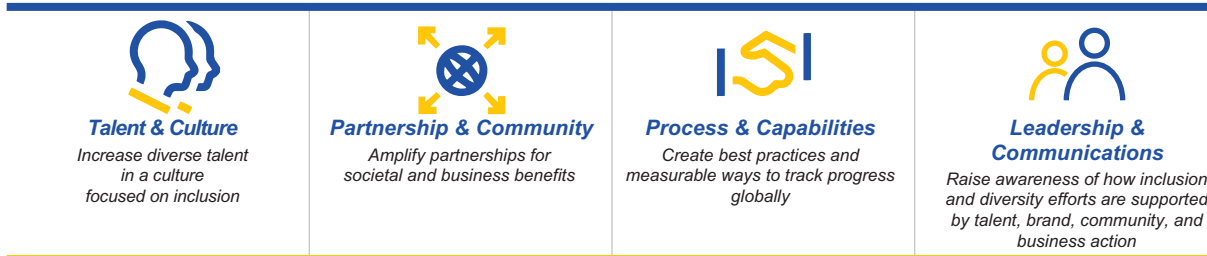 Talent & Culture
Increase diverse talent
in a culture
focused on inclusion
Partnership & Community
Amplify partnerships for
societal and business benefits
Process & Capabilities
Create best practices and
measurable ways to track progress
globally
Leadership &
Communications
Raise awareness of how inclusion
and diversity efforts are supported
by talent, brand, community, and
business action